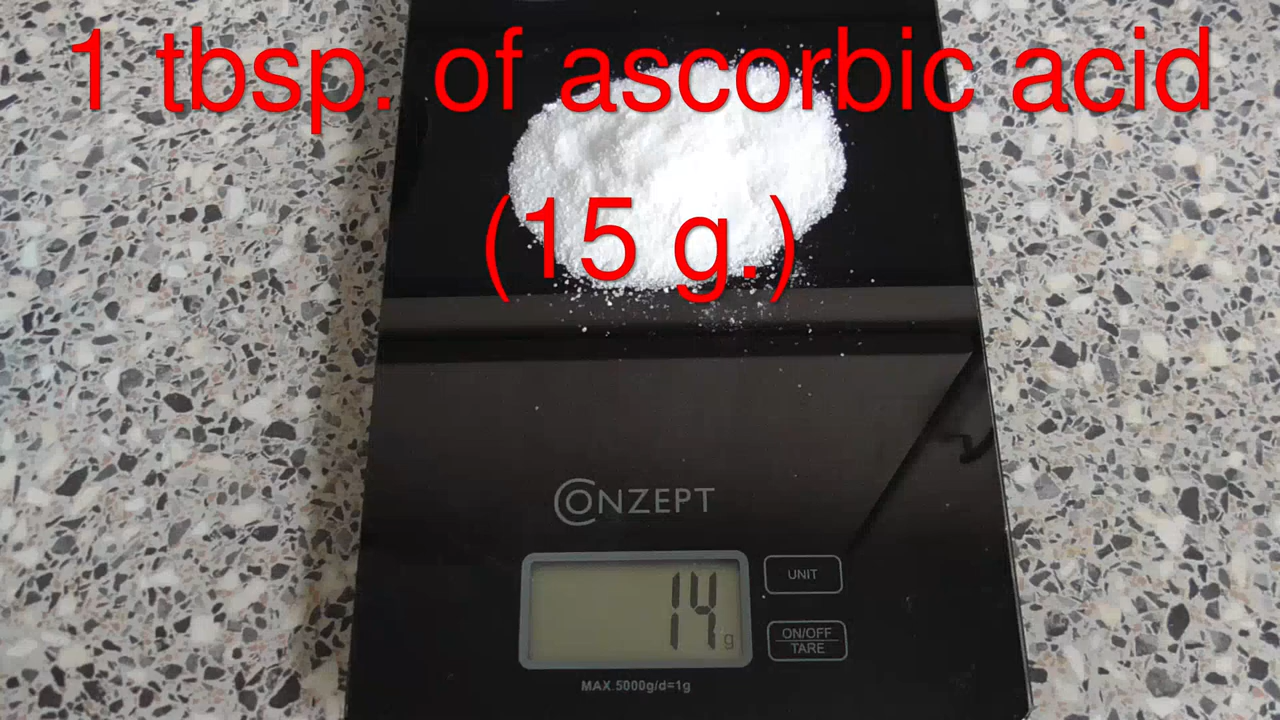 1 tbsp. of ascorbic acid
(15 g.)
CONZEPT
UNIT
14 g
ON/OFF
TARE
MAX.5000g/d=1g